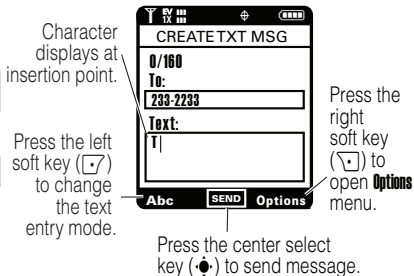 Character
displays at
insertion point.
EV
1X
CREATE TXT MSG
0/160
To:
233-2233
Text:
T
Abc SEND Options
Press the left
soft key ( )
to change
the text
entry mode.
Press the
right
soft key
( ) to
open Options
menu.
Press the center select
key ( ) to send message.